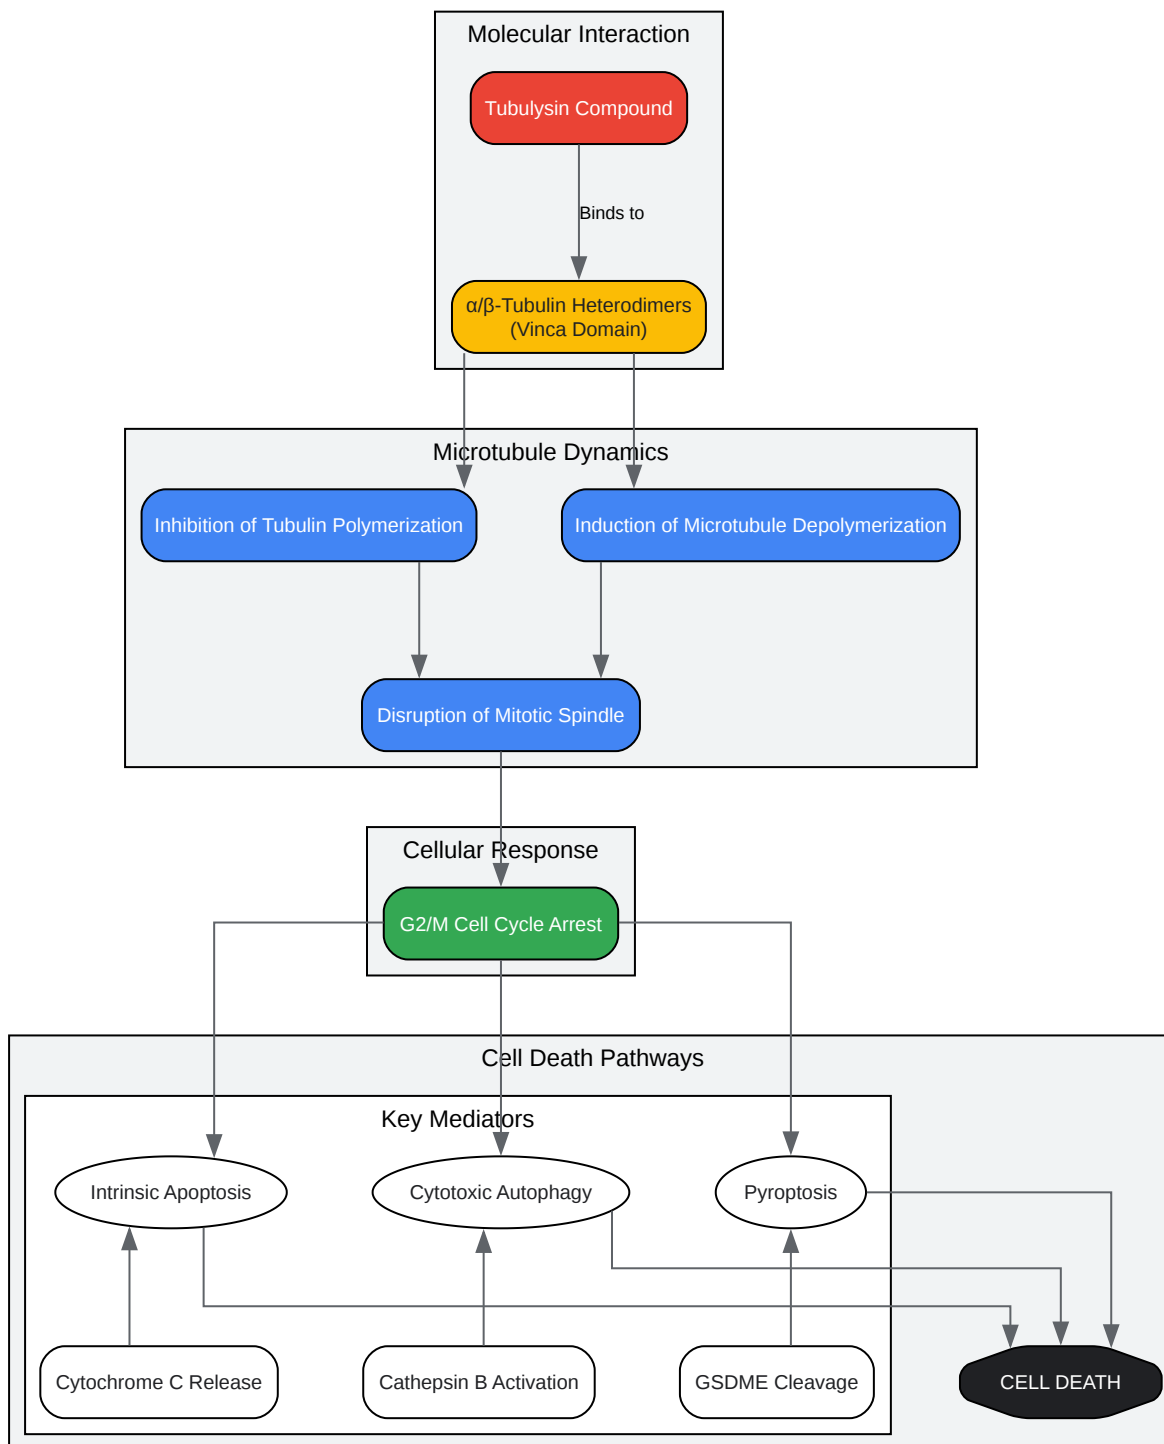 Molecular Interaction
Tubulysin Compound
Binds to
α/β-Tubulin Heterodimers
(Vinca Domain)
Microtubule Dynamics
Inhibition of Tubulin Polymerization
Induction of Microtubule Depolymerization
Disruption of Mitotic Spindle
Cellular Response
G2/M Cell Cycle Arrest
Cell Death Pathways
Key Mediators
Intrinsic Apoptosis
Cytotoxic Autophagy
Pyroptosis
Cytochrome C Release
Cathepsin B Activation
GSDME Cleavage
CELL DEATH